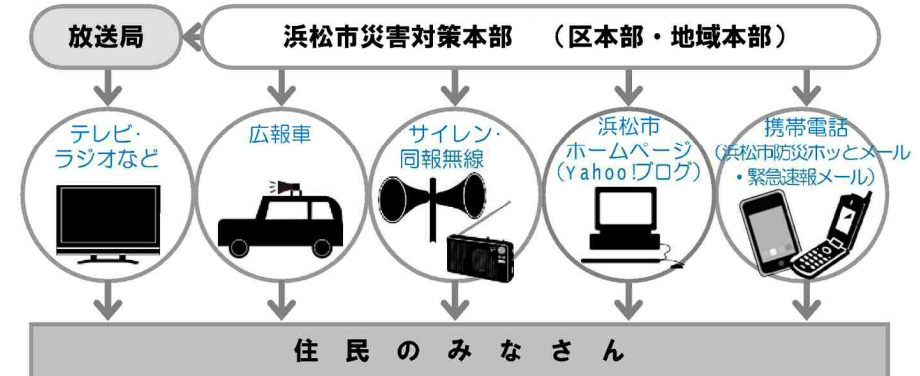 放送局
浜松市災害対策本部 （区本部・地域本部）
テレビ・
ラジオなど
広報車
サイレン・
同報無線
浜松市
ホームページ
（Yahoo!ブログ）
携帯電話
（浜松市防災ホッとメール
・緊急速報メール）
住民のみなさん